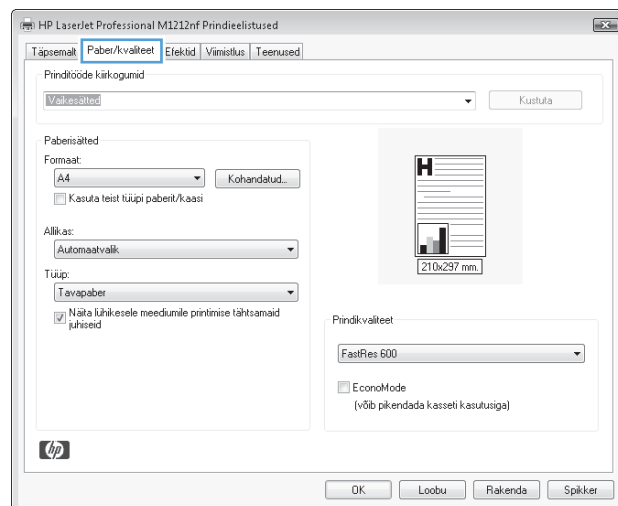 HP LaserJet Professional M1212nf Prindieelistused
Täpsemalt Paber/kvaliteet Efektid Viimistlus Teenused
Prinditööde kiirkogumid
Vaikesätted
Kustuta
Paberisätted
Formaat:
A4
Kohandatud...
Kasuta teist tüüpi paberit/kaasi
Allikas:
Automaatvalik
Tüüp:
Tavapaber
Näita lühikesele meediumile printimise tähtsamaid
juhiseid
H
210x297 mm.
Prindikvaliteet
FastRes 600
EconoMode
(võib pikendada kasseti kasutusiga)
hp
OK Loobu Rakenda Spikker